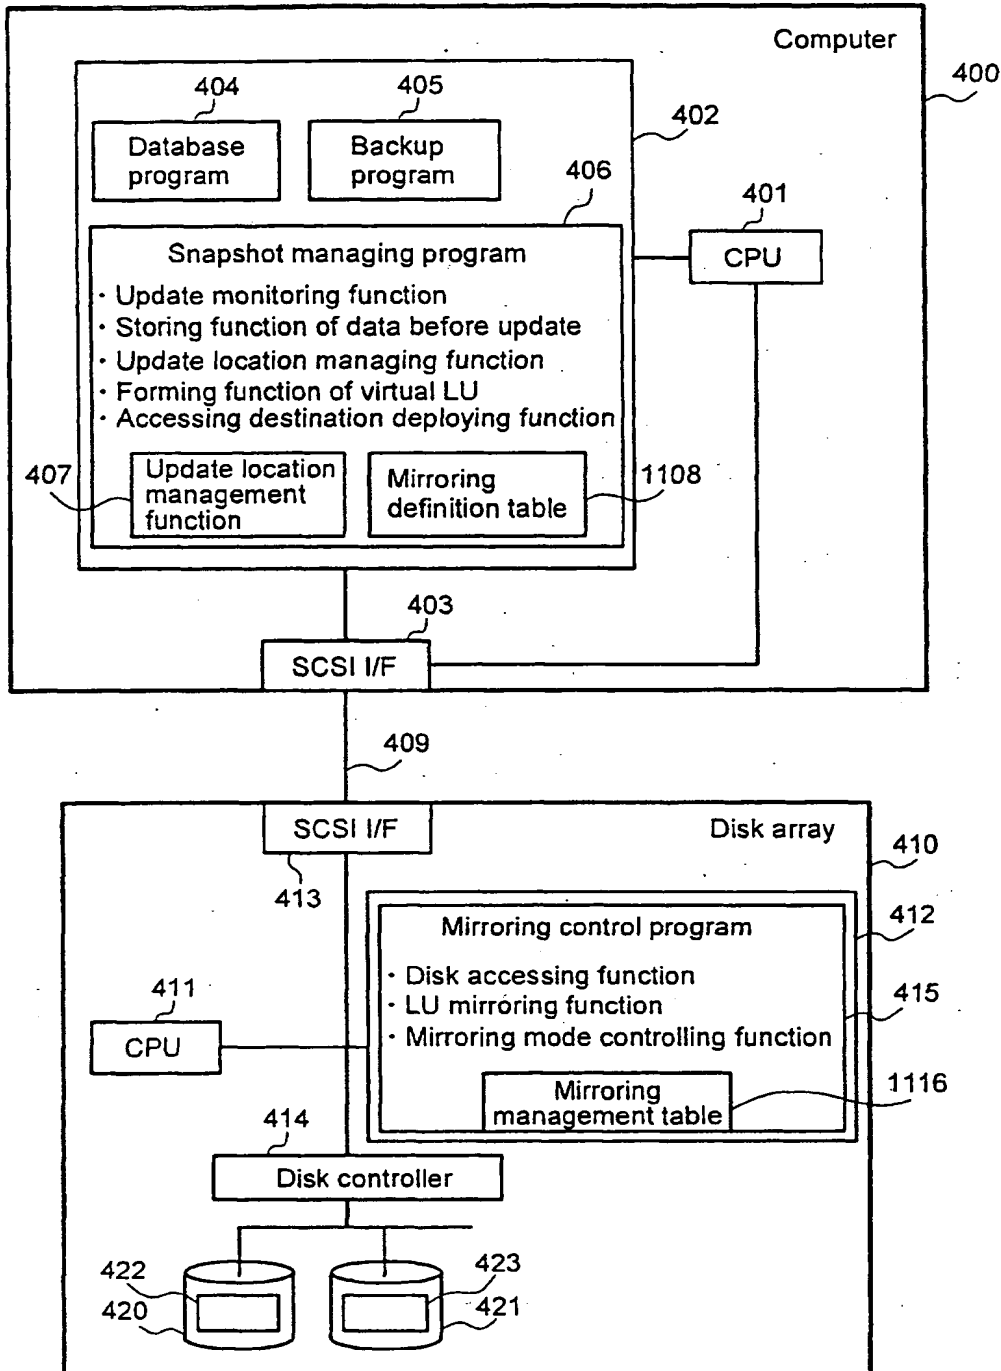 Computer
400
404
405
402
Database
program
Backup
program
406
401
CPU
Snapshot managing program
· Update monitoring function
· Storing function of data before update
· Update location managing function
· Forming function of virtual LU
· Accessing destination deploying function
407
Update location
management
function
Mirroring
definition table
1108
403
SCSI I/F
409
SCSI I/F
Disk array
410
413
412
Mirroring control program
· Disk accessing function
· LU mirroring function
· Mirroring mode controlling function
415
411
CPU
Mirroring
management table
1116
414
Disk controller
422
423
420
421